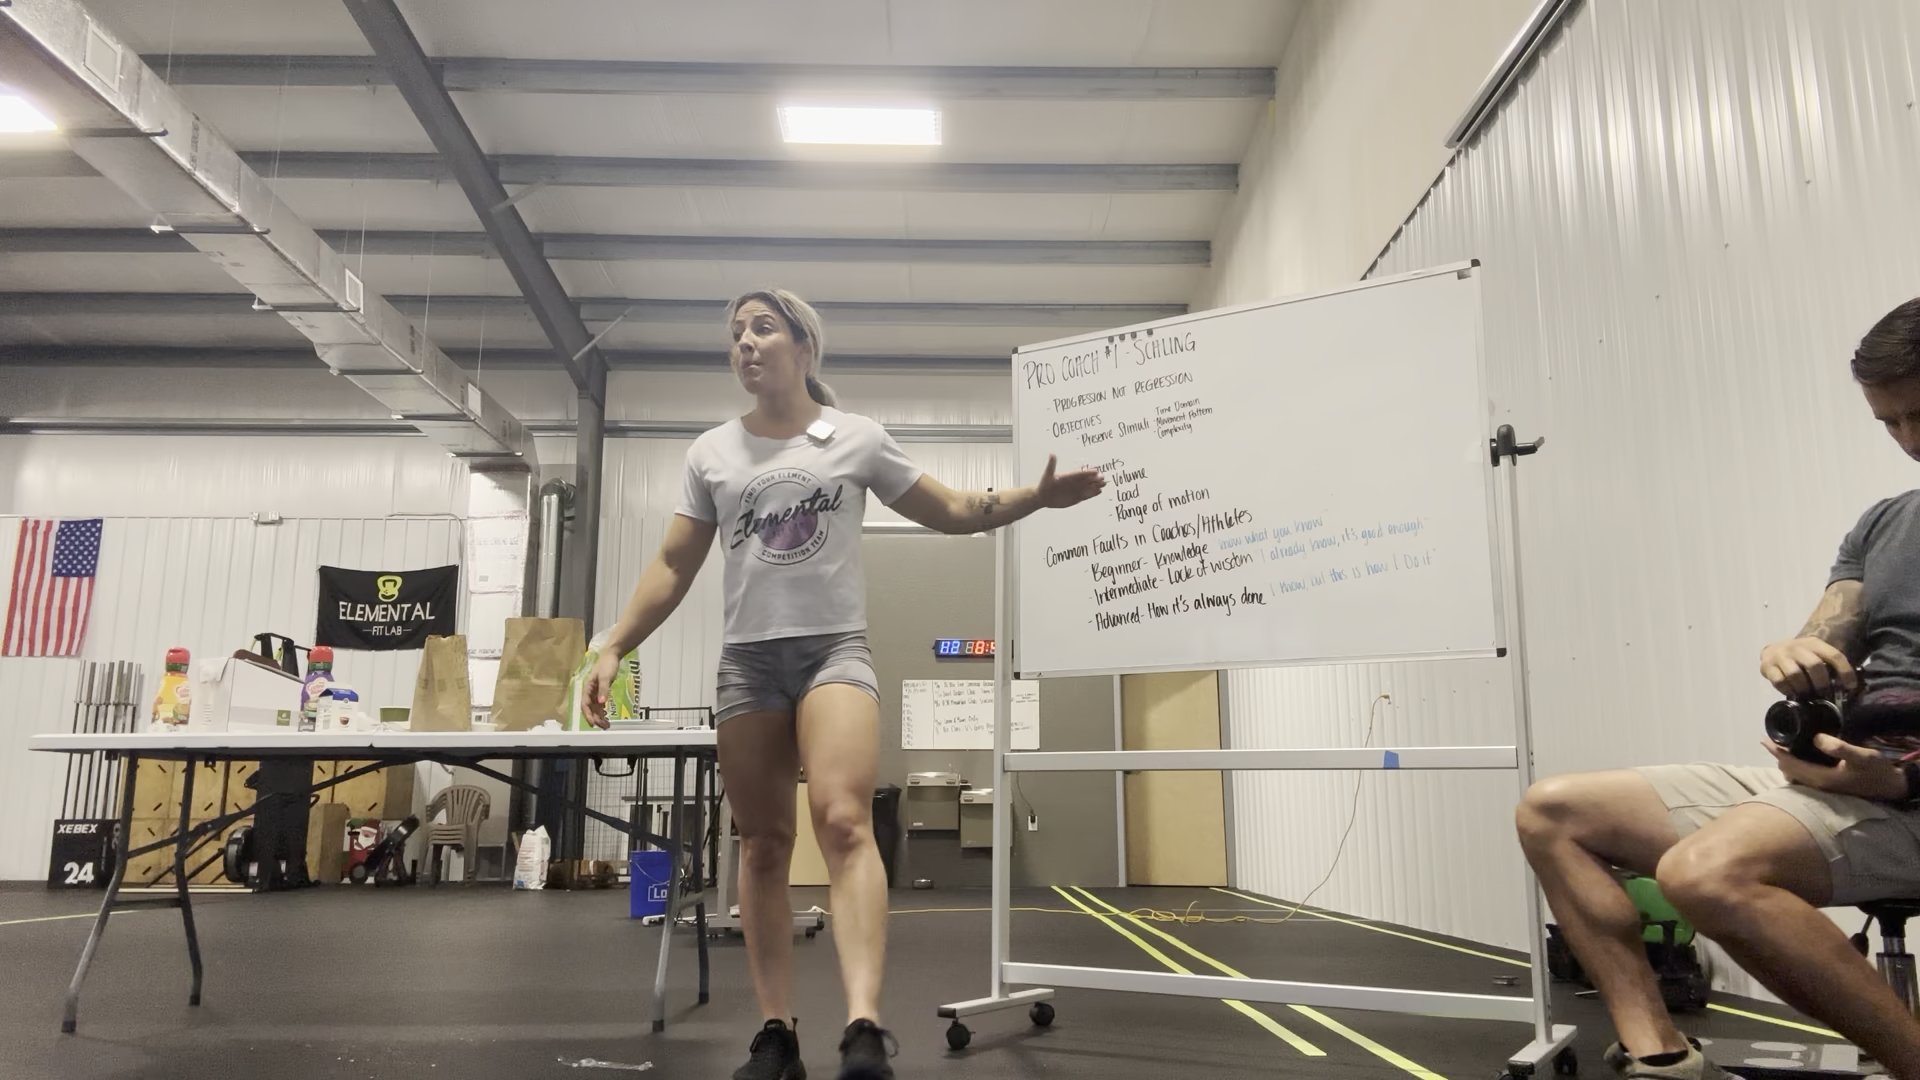 PRO COACH #1 - SCALING
- PROGRESSION NOT REGRESSION
- OBJECTIVES
- Preserve Stimuli - Time Domain
- Movement Pattern
- Complexity
- Volume
- Load
- Range of motion
Common Faults in Coaches/Athletes
- Beginner - Knowledge "know what you know"
- Intermediate - Lack of wisdom "I already know, it's good enough"
- Advanced - How it's always done "I know, but this is how I Do it"
FIND YOUR ELEMENT
Elemental
COMPETITION TEAM
ELEMENTAL
- FIT LAB -
Bounty
XEBEX
24
Lo